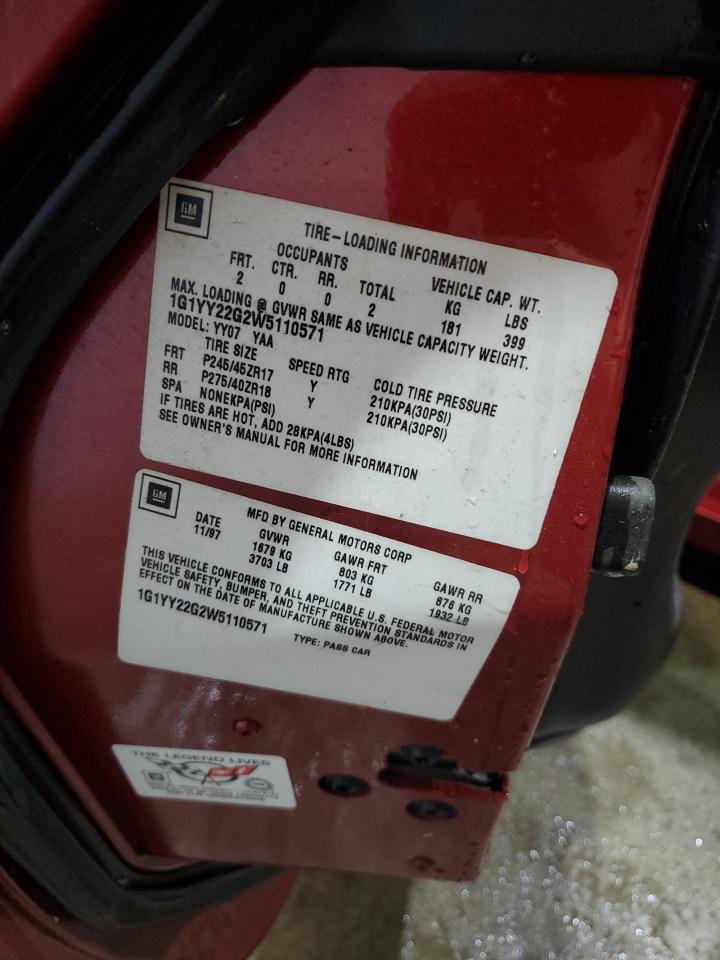 GM
TIRE-LOADING INFORMATION
OCCUPANTS VEHICLE CAP. WT.
FRT. CTR. RR. TOTAL KG LBS
2 0 0 2 181 399
MAX. LOADING @ GVWR SAME AS VEHICLE CAPACITY WEIGHT.
1G1YY22G2W5110571
MODEL: YY07 YAA
TIRE SIZE SPEED RTG COLD TIRE PRESSURE
FRT P245/45ZR17 Y 210KPA(30PSI)
RR P275/40ZR18 Y 210KPA(30PSI)
SPA NONEKPA(PSI)
IF TIRES ARE HOT, ADD 28KPA(4LBS)
SEE OWNER'S MANUAL FOR MORE INFORMATION
GM
MFD BY GENERAL MOTORS CORP
DATE GVWR GAWR FRT GAWR RR
11/97 1679 KG 803 KG 876 KG
3703 LB 1771 LB 1932 LB
THIS VEHICLE CONFORMS TO ALL APPLICABLE U.S. FEDERAL MOTOR
VEHICLE SAFETY, BUMPER, AND THEFT PREVENTION STANDARDS IN
EFFECT ON THE DATE OF MANUFACTURE SHOWN ABOVE.
1G1YY22G2W5110571 TYPE: PASS CAR
THE LEGEND LIVES
GM